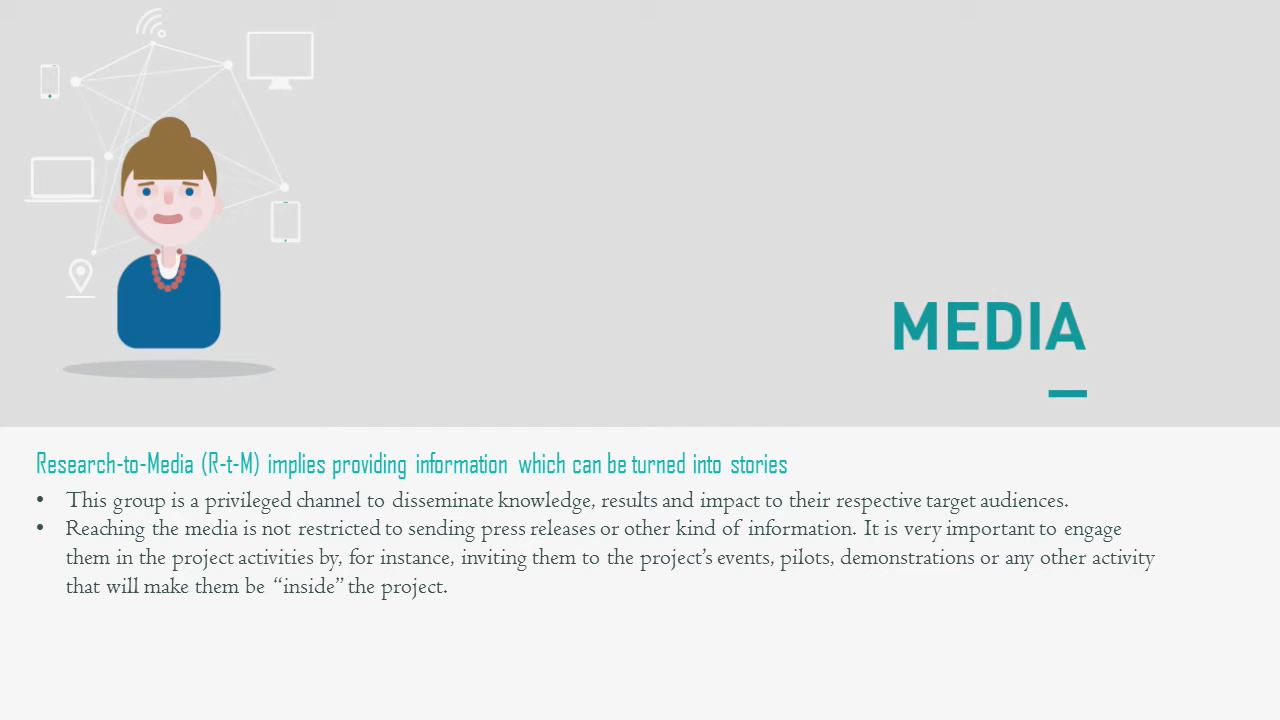 MEDIA
Research-to-Media (R-t-M) implies providing information which can be turned into stories
• This group is a privileged channel to disseminate knowledge, results and impact to their respective target audiences.
• Reaching the media is not restricted to sending press releases or other kind of information. It is very important to engage
them in the project activities by, for instance, inviting them to the project’s events, pilots, demonstrations or any other activity
that will make them be “inside” the project.